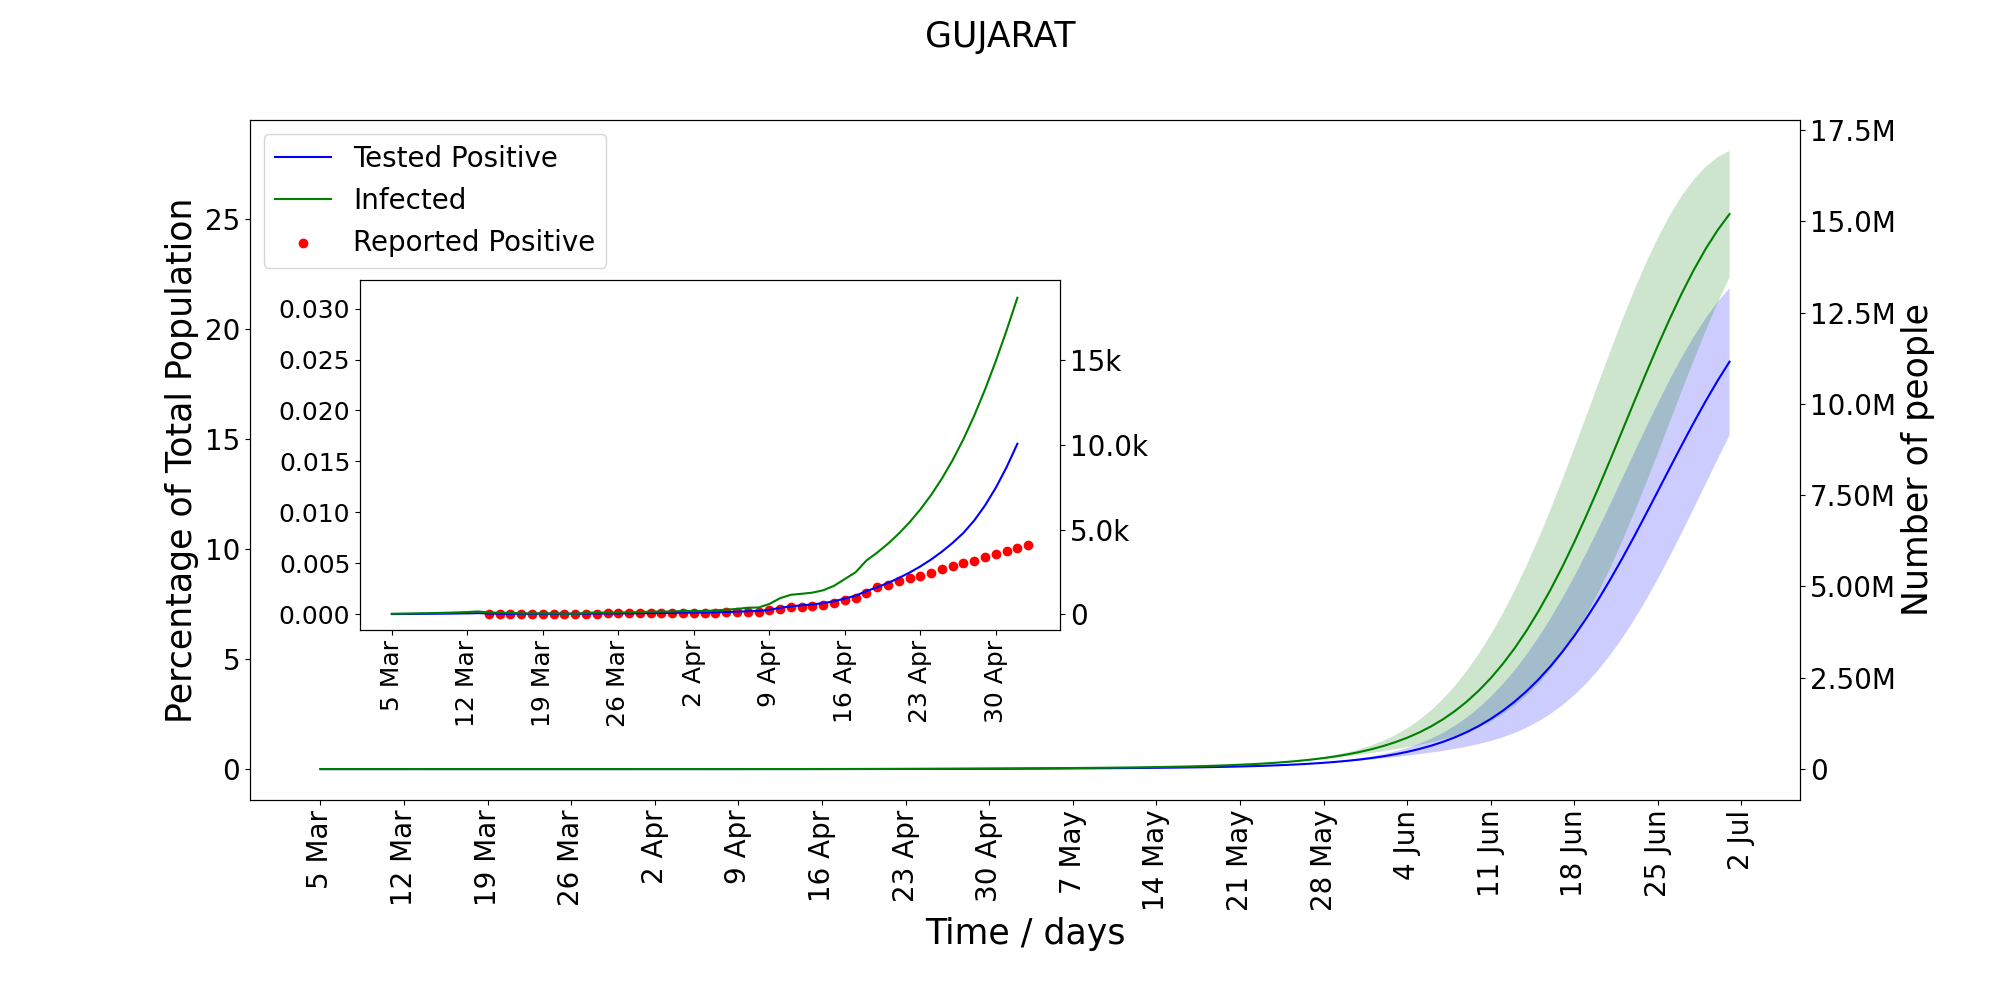 GUJARAT
Tested Positive
Infected
Reported Positive
Percentage of Total Population
25
20
15
10
5
0
17.5M
15.0M
12.5M
10.0M
7.50M
5.00M
2.50M
0
Number of people
0.030
0.025
0.020
0.015
0.010
0.005
0.000
15k
10.0k
5.0k
0
5 Mar
12 Mar
19 Mar
26 Mar
2 Apr
9 Apr
16 Apr
23 Apr
30 Apr
5 Mar
12 Mar
19 Mar
26 Mar
2 Apr
9 Apr
16 Apr
23 Apr
30 Apr
7 May
14 May
21 May
28 May
4 Jun
11 Jun
18 Jun
25 Jun
2 Jul
Time / days